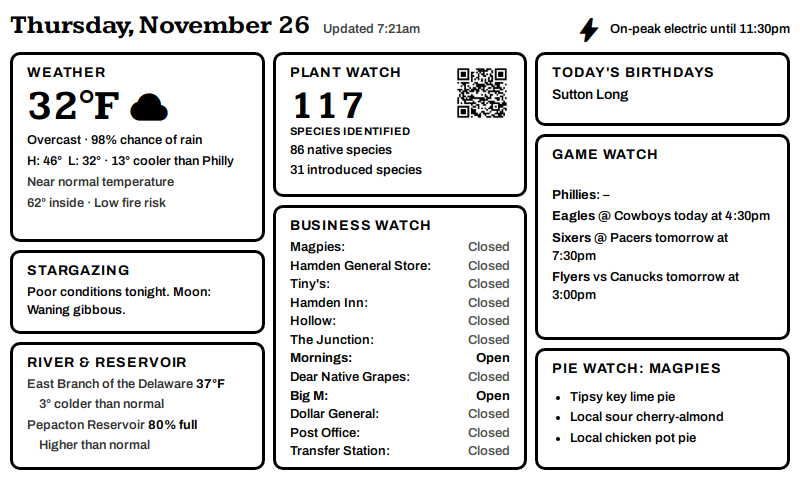 Thursday, November 26 Updated 7:21am
On-peak electric until 11:30pm
WEATHER
32°F
Overcast · 98% chance of rain
H: 46° L: 32° · 13° cooler than Philly
Near normal temperature
62° inside · Low fire risk
STARGAZING
Poor conditions tonight. Moon:
Waning gibbous.
RIVER & RESERVOIR
East Branch of the Delaware 37°F
3° colder than normal
Pepacton Reservoir 80% full
Higher than normal
PLANT WATCH
117
SPECIES IDENTIFIED
86 native species
31 introduced species
BUSINESS WATCH
Magpies: Closed
Hamden General Store: Closed
Tiny's: Closed
Hamden Inn: Closed
Hollow: Closed
The Junction: Closed
Mornings: Open
Dear Native Grapes: Closed
Big M: Open
Dollar General: Closed
Post Office: Closed
Transfer Station: Closed
TODAY'S BIRTHDAYS
Sutton Long
GAME WATCH
Phillies: –
Eagles @ Cowboys today at 4:30pm
Sixers @ Pacers tomorrow at
7:30pm
Flyers vs Canucks tomorrow at
3:00pm
PIE WATCH: MAGPIES
• Tipsy key lime pie
• Local sour cherry-almond
• Local chicken pot pie